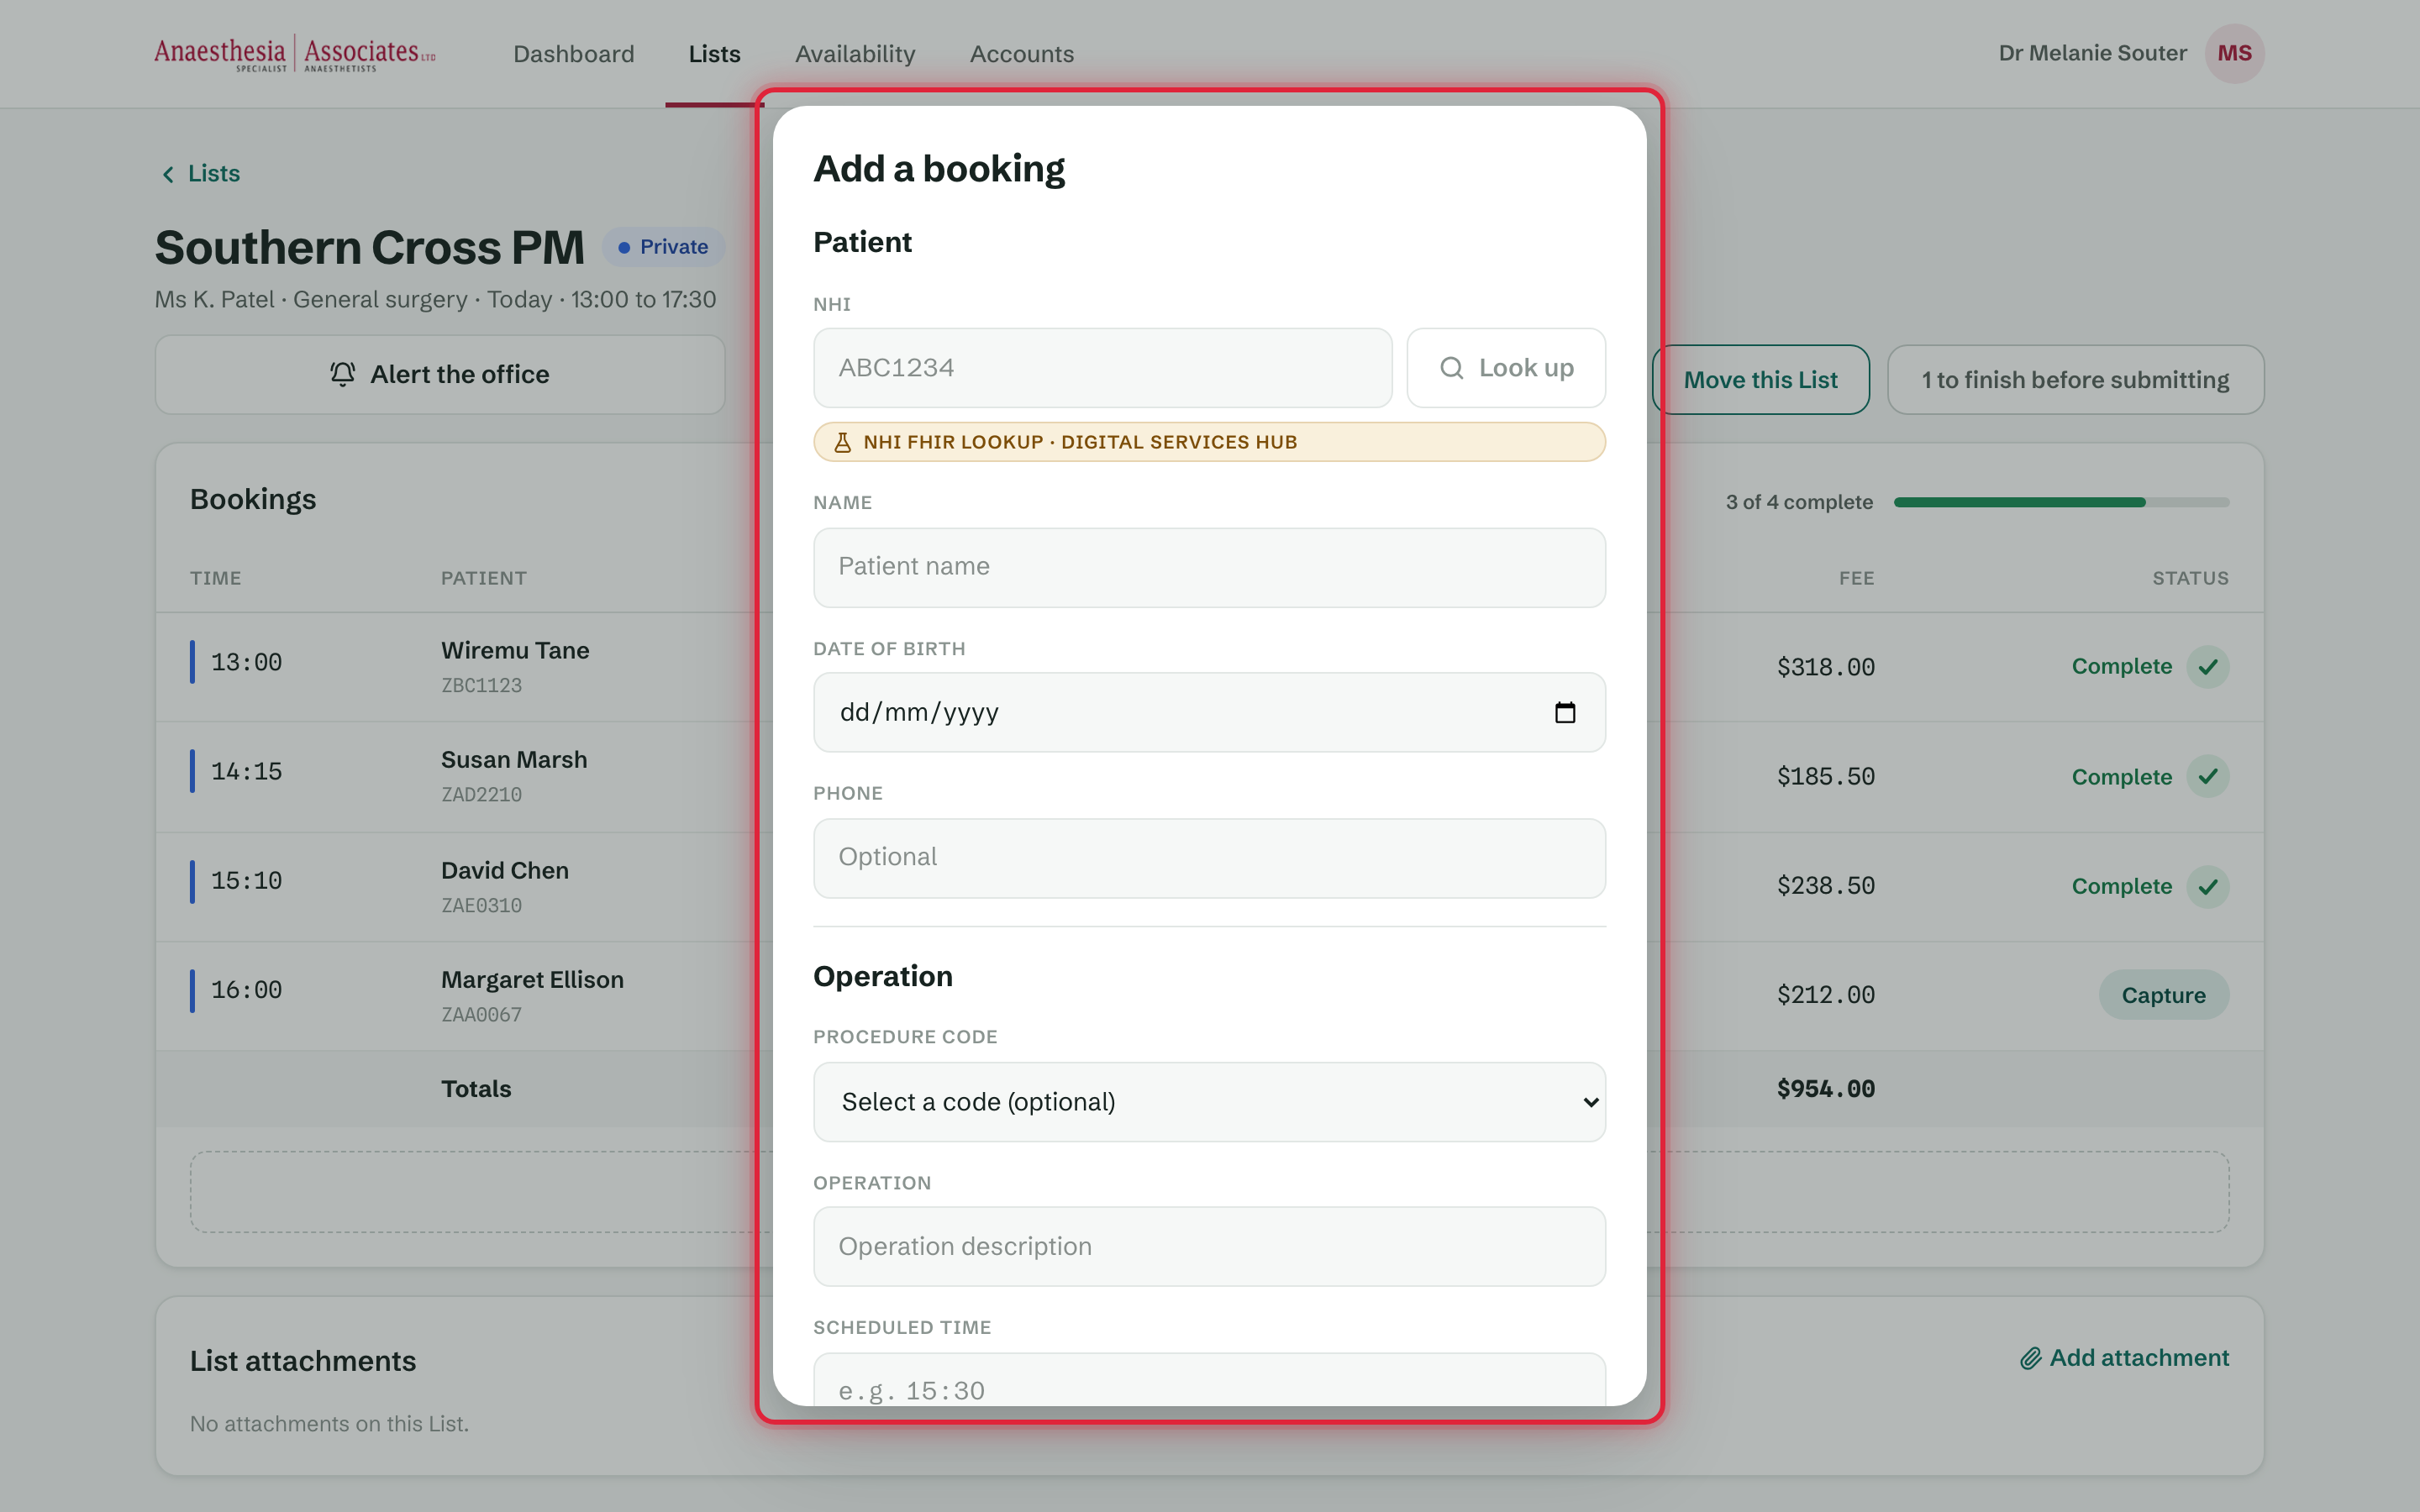 Anaesthesia Associates LTD
SPECIALIST ANAESTHETISTS
Dashboard
Lists
Availability
Accounts
Dr Melanie Souter
MS
Lists
Southern Cross PM
Private
Ms K. Patel · General surgery · Today · 13:00 to 17:30
Alert the office
Move this List
1 to finish before submitting
Bookings
3 of 4 complete
TIME
PATIENT
FEE
STATUS
13:00
Wiremu Tane
ZBC1123
$318.00
Complete
14:15
Susan Marsh
ZAD2210
$185.50
Complete
15:10
David Chen
ZAE0310
$238.50
Complete
16:00
Margaret Ellison
ZAA0067
$212.00
Capture
Totals
$954.00
List attachments
Add attachment
No attachments on this List.
Add a booking
Patient
NHI
ABC1234
Look up
NHI FHIR LOOKUP · DIGITAL SERVICES HUB
NAME
Patient name
DATE OF BIRTH
dd/mm/yyyy
PHONE
Optional
Operation
PROCEDURE CODE
Select a code (optional)
OPERATION
Operation description
SCHEDULED TIME
e.g. 15:30